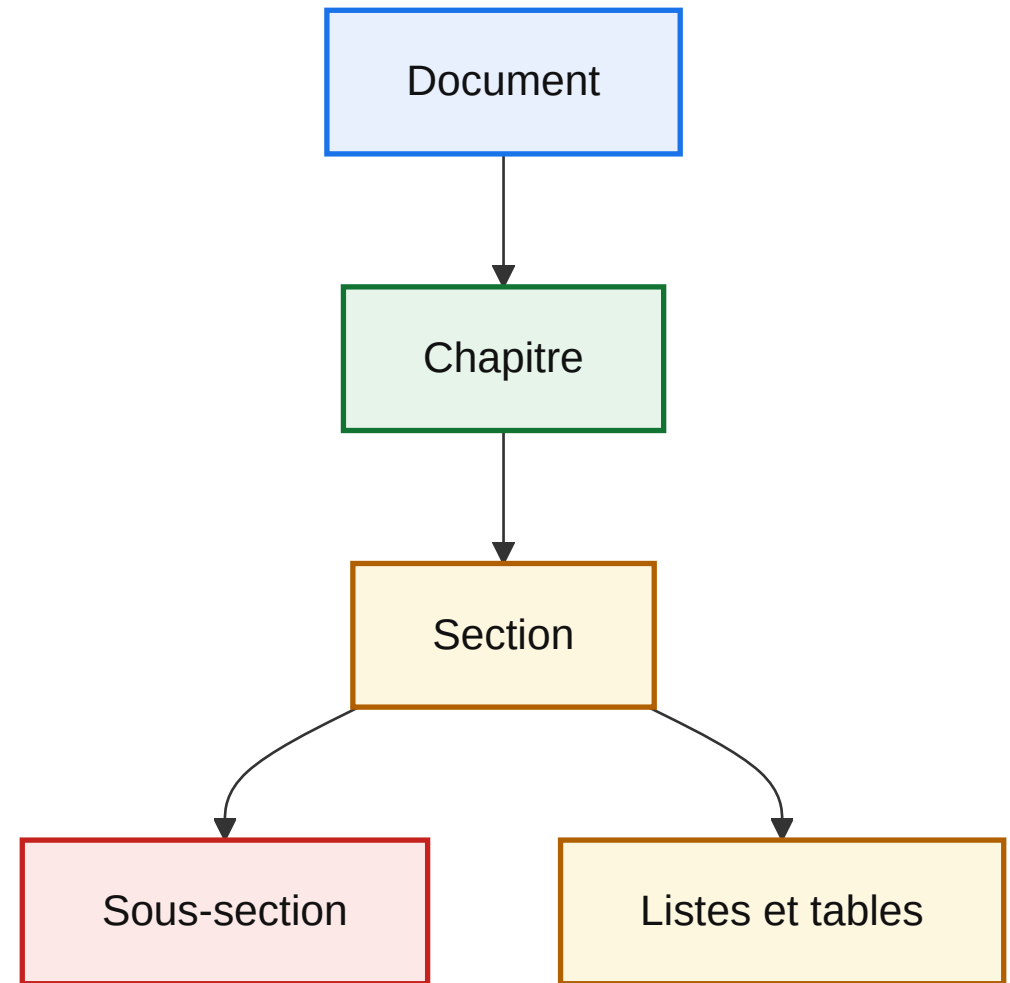 Document
Chapitre
Section
Sous-section
Listes et tables